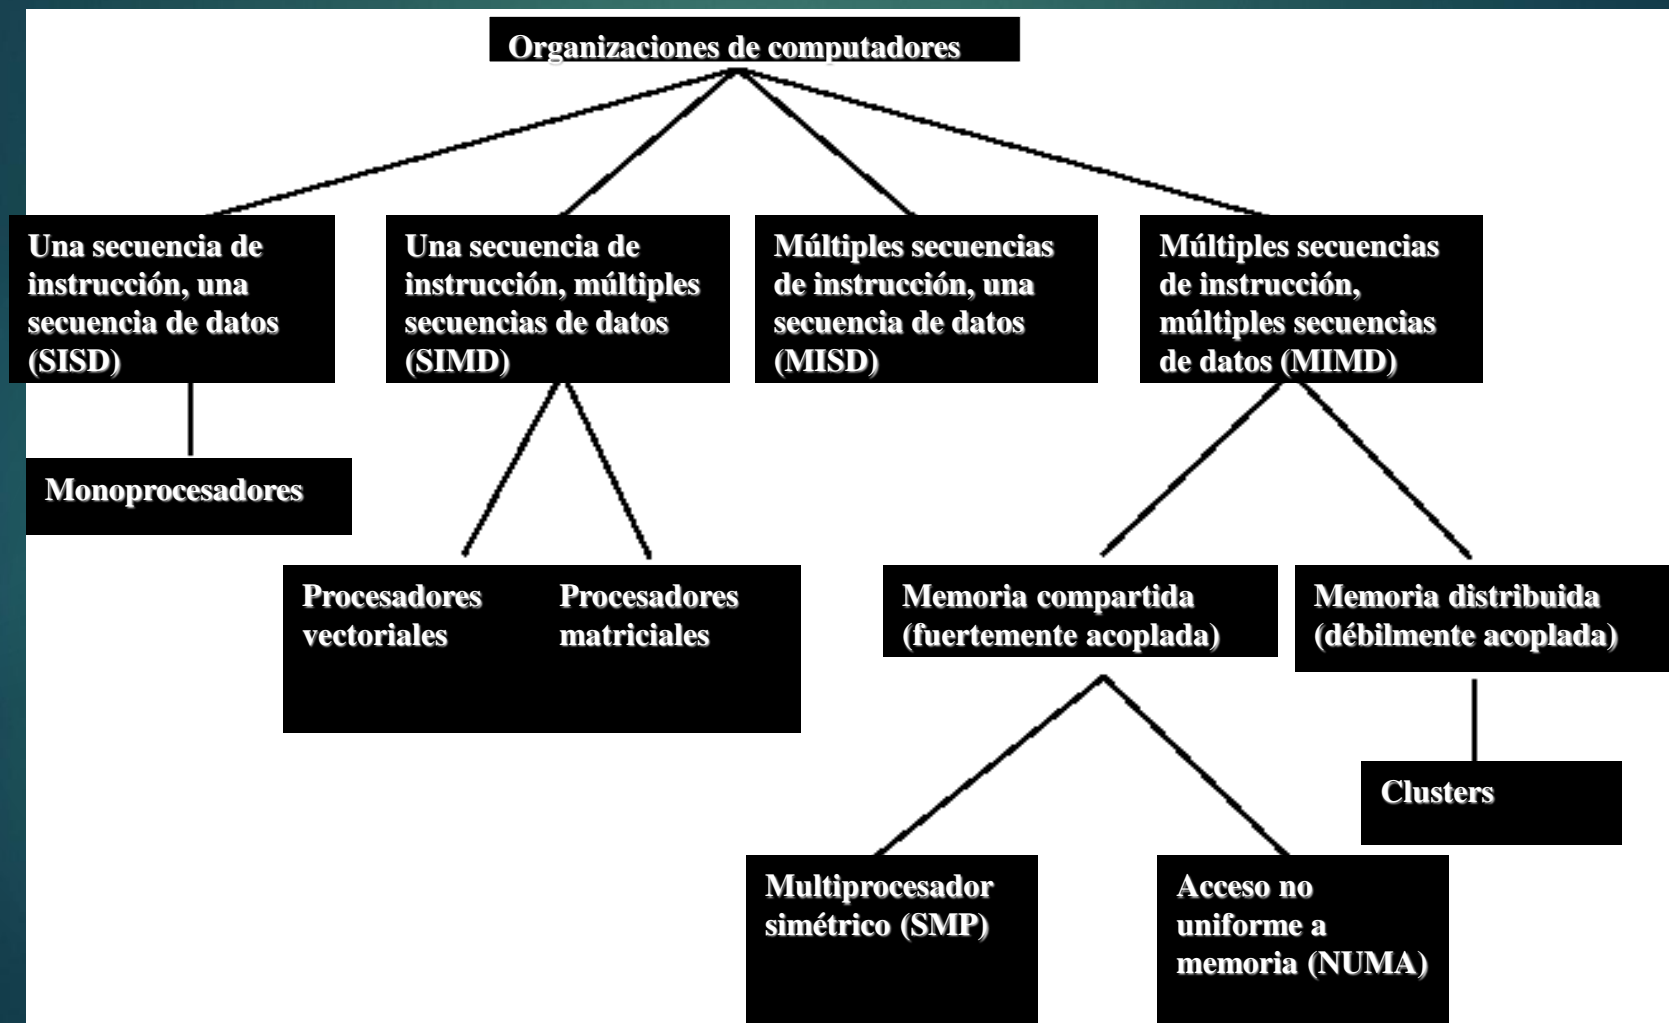 Organizaciones de computadores
Una secuencia de
instrucción, una
secuencia de datos
(SISD)
Una secuencia de
instrucción, múltiples
secuencias de datos
(SIMD)
Múltiples secuencias
de instrucción, una
secuencia de datos
(MISD)
Múltiples secuencias
de instrucción,
múltiples secuencias
de datos (MIMD)
Monoprocesadores
Procesadores
vectoriales
Procesadores
matriciales
Memoria compartida
(fuertemente acoplada)
Memoria distribuida
(débilmente acoplada)
Clusters
Multiprocesador
simétrico (SMP)
Acceso no
uniforme a
memoria (NUMA)